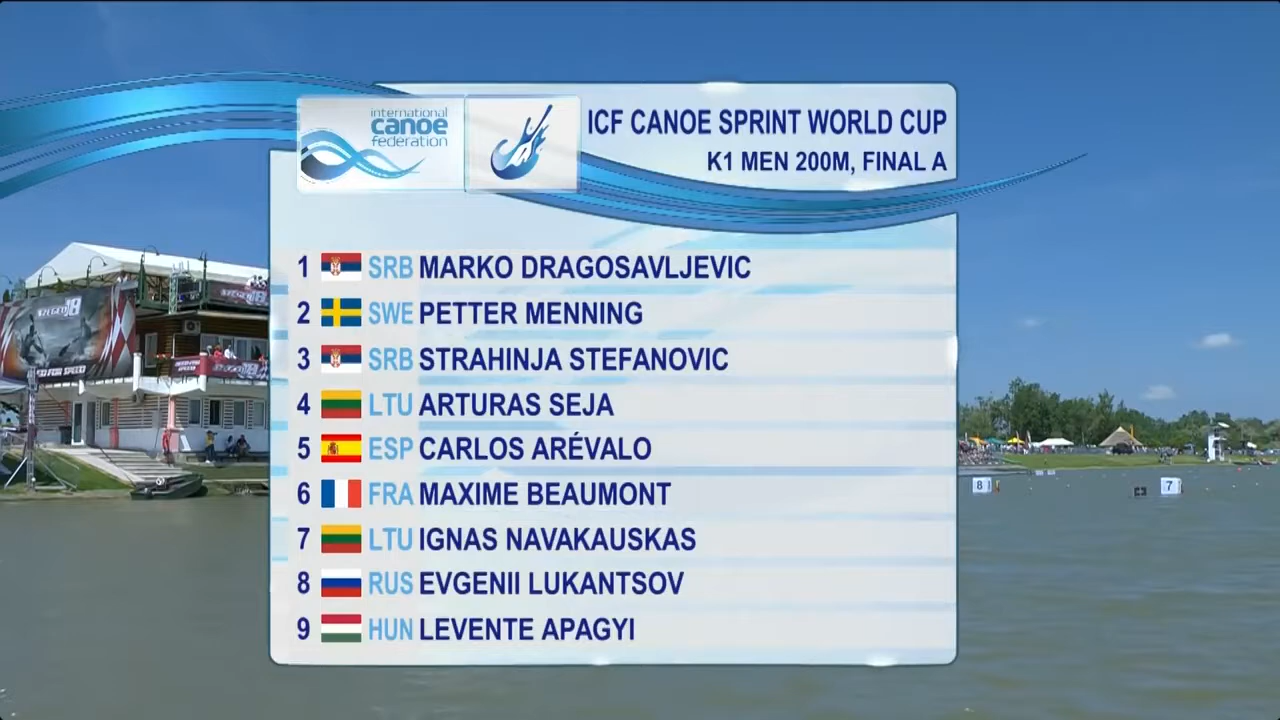 international
canoe
federation
ICF CANOE SPRINT WORLD CUP
K1 MEN 200M, FINAL A
1 SRB MARKO DRAGOSAVLJEVIC
2 SWE PETTER MENNING
3 SRB STRAHINJA STEFANOVIC
4 LTU ARTURAS SEJA
5 ESP CARLOS ARÉVALO
6 FRA MAXIME BEAUMONT
7 LTU IGNAS NAVAKAUSKAS
8 RUS EVGENII LUKANTSOV
9 HUN LEVENTE APAGYI
8
7